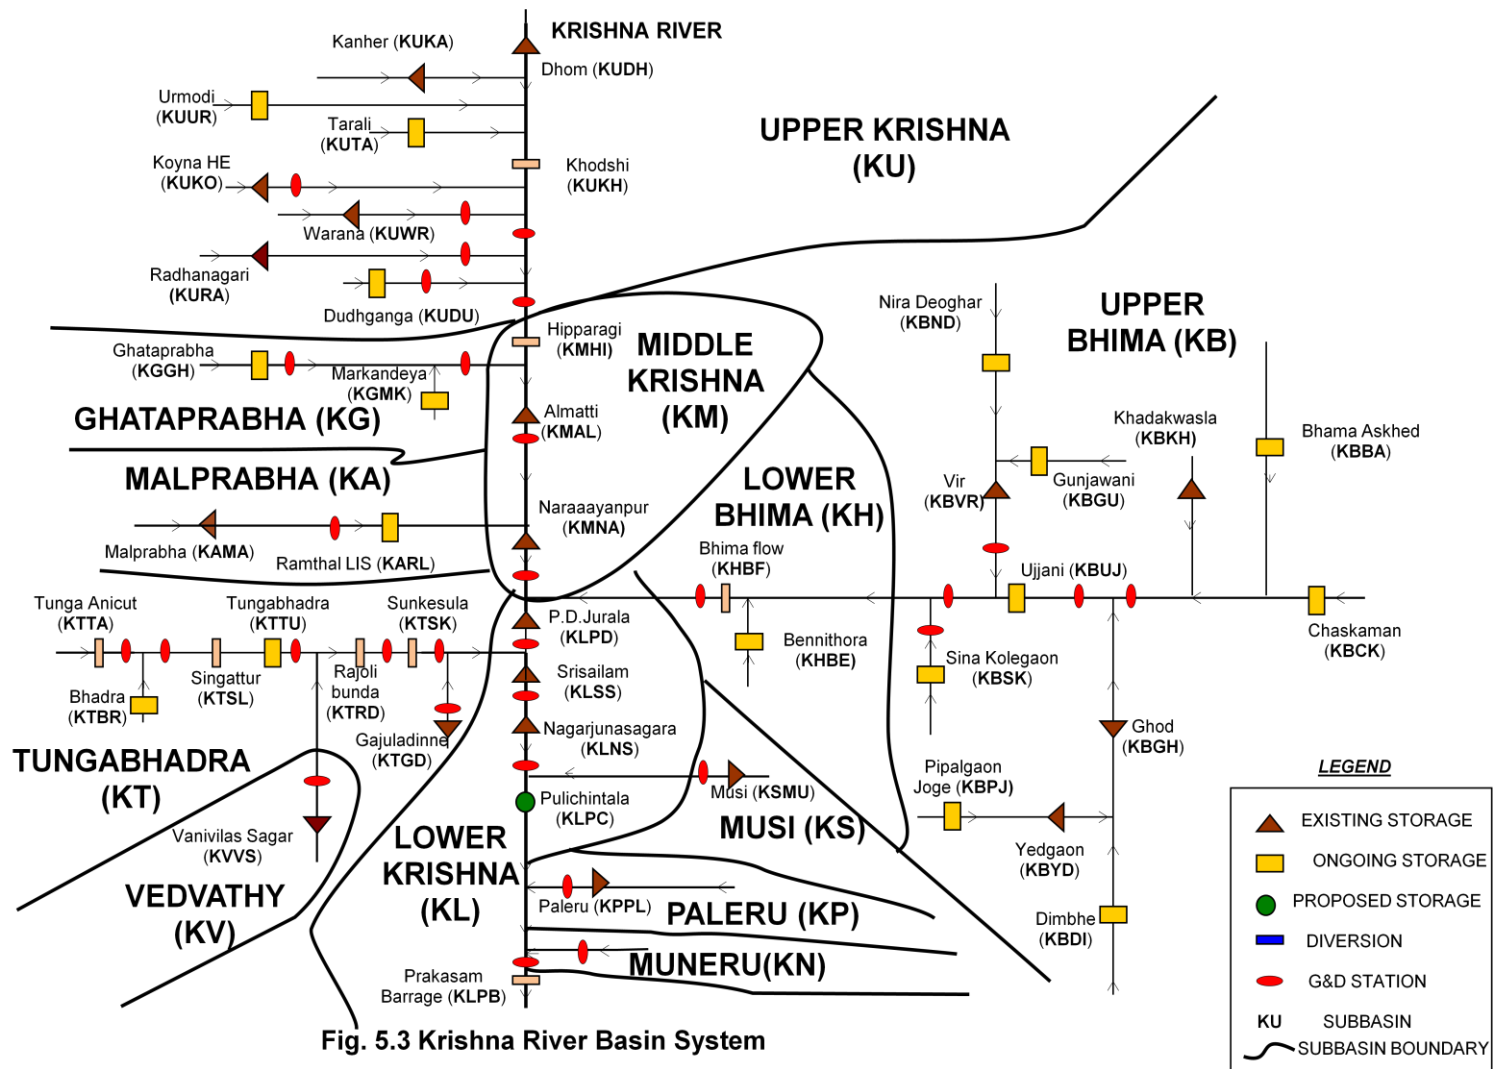 KRISHNA RIVER
Kanher (KUKA)
Dhom (KUDH)
Urmodi
(KUUR)
Tarali
(KUTA)
UPPER KRISHNA
(KU)
Koyna HE
(KUKO)
Khodshi
(KUKH)
Warana (KUWR)
Radhanagari
(KURA)
Dudhganga (KUDU)
Nira Deoghar
(KBND)
UPPER
BHIMA (KB)
Hipparagi
(KMHI)
MIDDLE
KRISHNA
(KM)
Ghataprabha
(KGGH)
Markandeya
(KGMK)
GHATAPRABHA (KG)
Almatti
(KMAL)
Khadakwasla
(KBKH)
Bhama Askhed
(KBBA)
MALPRABHA (KA)
LOWER
BHIMA (KH)
Vir
(KBVR)
Gunjawani
(KBGU)
Naraaayanpur
(KMNA)
Malprabha (KAMA)
Ramthal LIS (KARL)
Bhima flow
(KHBF)
Ujjani (KBUJ)
Tunga Anicut
(KTTA)
Tungabhadra
(KTTU)
Sunkesula
(KTSK)
P.D.Jurala
(KLPD)
Bennithora
(KHBE)
Chaskaman
(KBCK)
Sina Kolegaon
(KBSK)
Singattur
(KTSL)
Rajoli
bunda
(KTRD)
Srisailam
(KLSS)
Bhadra
(KTBR)
Gajuladinne
(KTGD)
Nagarjunasagara
(KLNS)
Ghod
(KBGH)
TUNGABHADRA
(KT)
Pipalgaon
Joge (KBPJ)
LEGEND
Musi (KSMU)
Pulichintala
(KLPC)
MUSI (KS)
Vanivilas Sagar
(KVVS)
LOWER
KRISHNA
(KL)
Yedgaon
(KBYD)
EXISTING STORAGE
ONGOING STORAGE
PROPOSED STORAGE
DIVERSION
G&D STATION
KU SUBBASIN
SUBBASIN BOUNDARY
VEDVATHY
(KV)
Paleru (KPPL)
PALERU (KP)
Dimbhe
(KBDI)
MUNERU(KN)
Prakasam
Barrage (KLPB)
Fig. 5.3 Krishna River Basin System